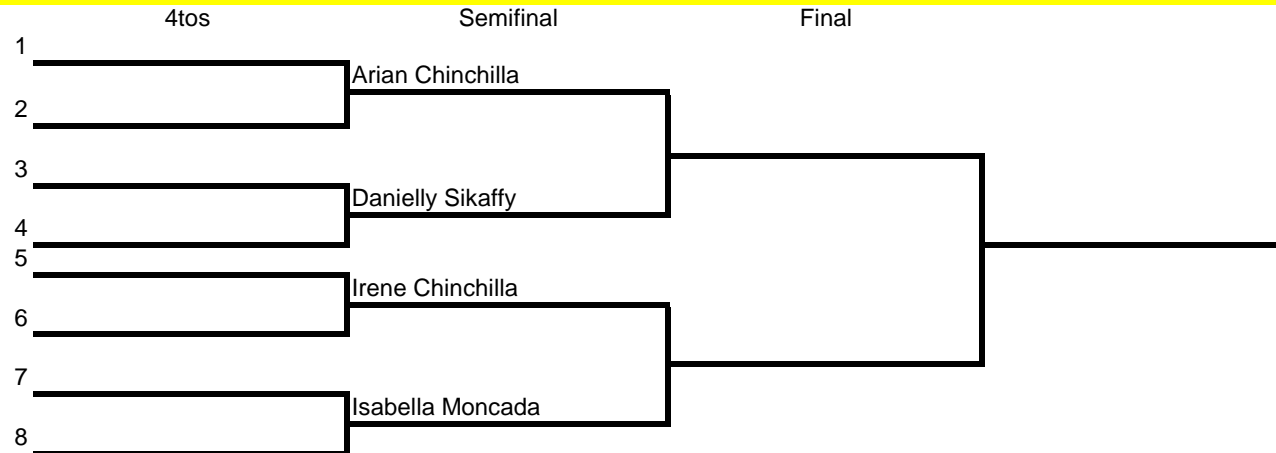 4tos Semifinal Final
1
Arian Chinchilla
2
3
Danielly Sikaffy
4
5
Irene Chinchilla
6
7
Isabella Moncada
8